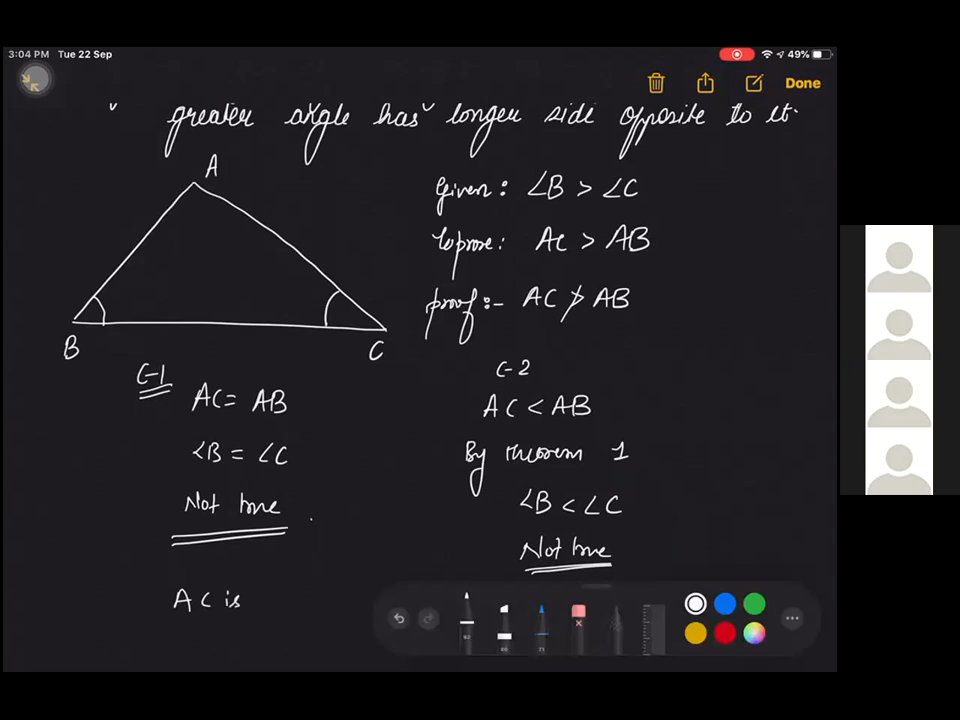 3:04 PM Tue 22 Sep 49%
Done
greater angle has longer side opposite to it.
A
B
C
Given: ∠B > ∠C
To prove: AC > AB
proof:- AC ≯ AB
C-1
AC = AB
∠B = ∠C
Not true
AC is
C-2
AC < AB
By theorem 1
∠B < ∠C
Not true